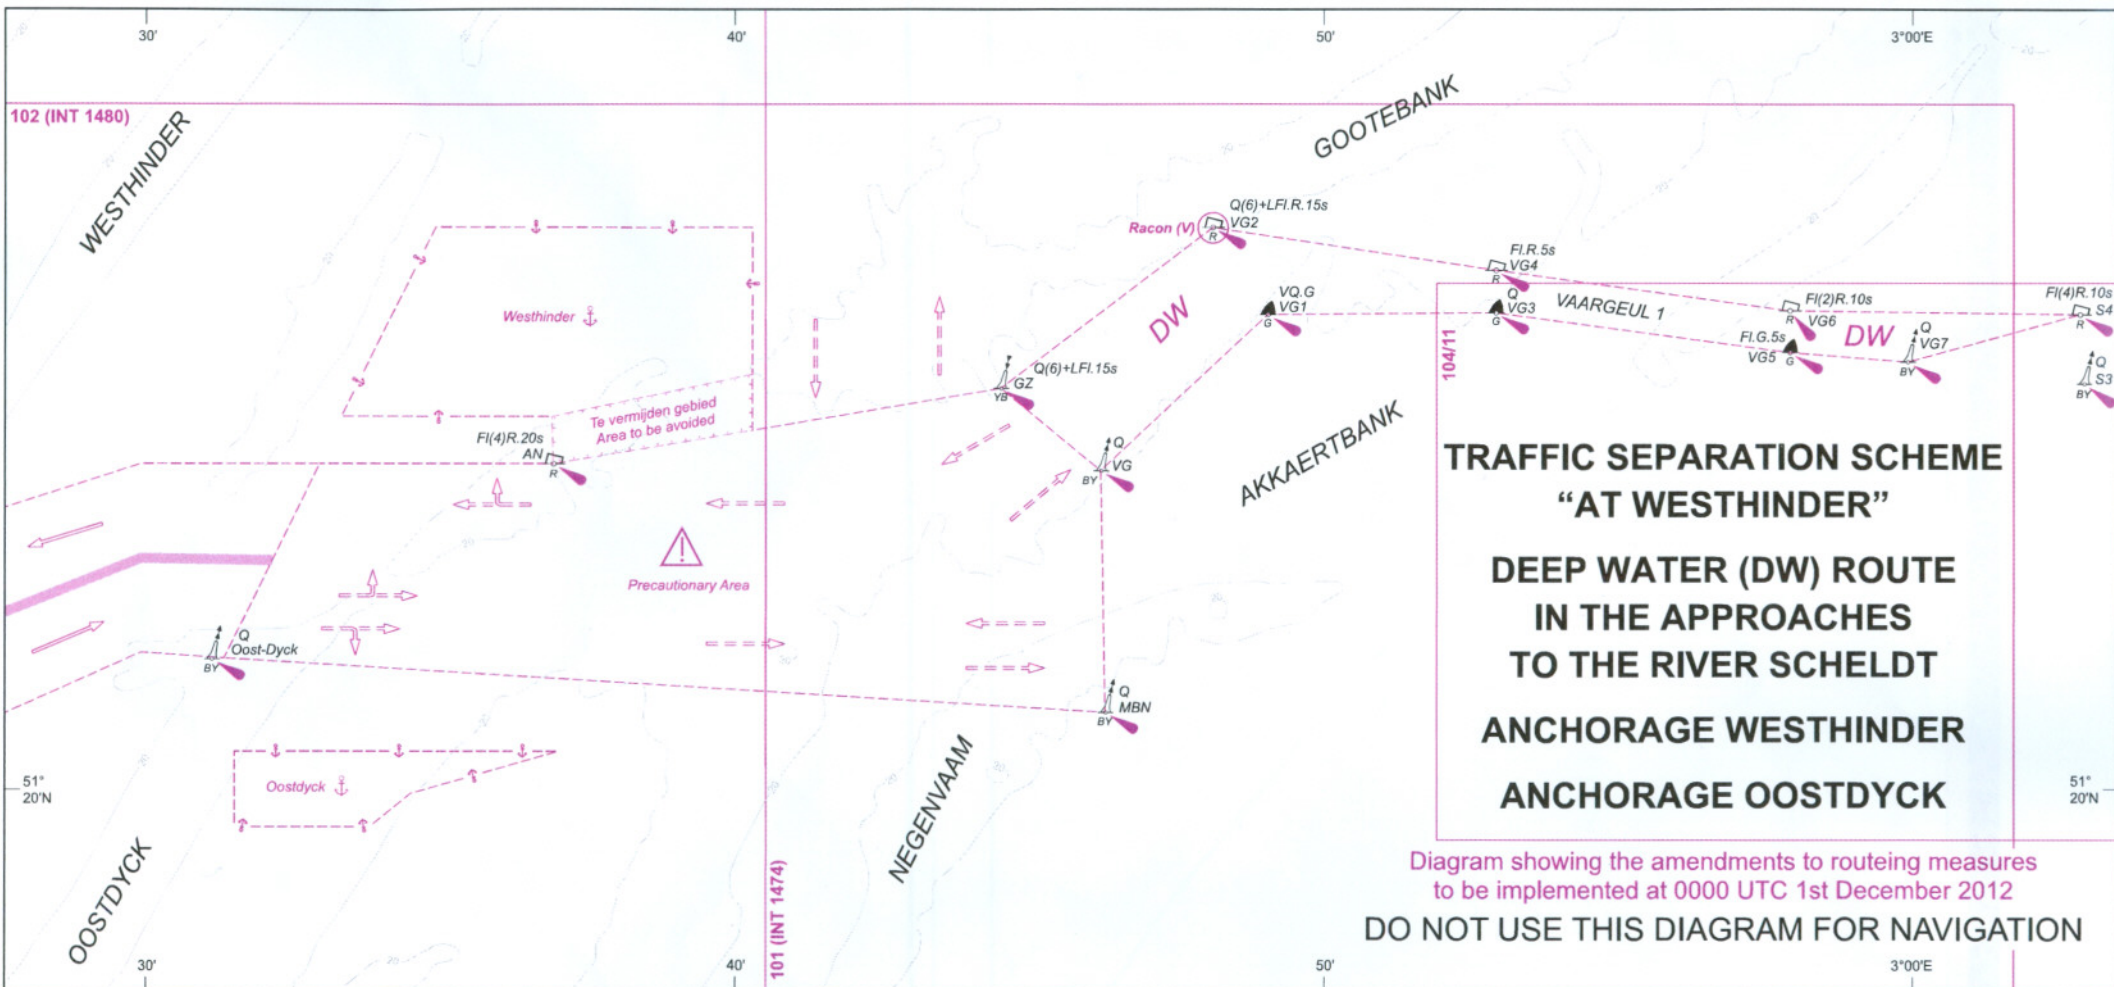 30'
40'
50'
3°00'E
102 (INT 1480)
WESTHINDER
GOOTEBANK
Q(6)+LFl.R.15s
Racon (V)
VG2
R
Fl.R.5s
VG4
R
Westhinder
VQ.G
VG1
G
Q
VG3
G
VAARGEUL 1
Fl(2)R.10s
R
VG6
Fl(4)R.10s
S4
R
DW
Fl.G.5s
VG5
G
DW
Q
VG7
BY
Q
S3
BY
104/11
Q(6)+LFl.15s
GZ
YB
Te vermijden gebied
Area to be avoided
Fl(4)R.20s
AN
R
Q
VG
BY
AKKAERTBANK
TRAFFIC SEPARATION SCHEME
“AT WESTHINDER”
DEEP WATER (DW) ROUTE
IN THE APPROACHES
TO THE RIVER SCHELDT
ANCHORAGE WESTHINDER
ANCHORAGE OOSTDYCK
Precautionary Area
Q
Oost-Dyck
BY
Q
MBN
BY
Oostdyck
51°
20'N
51°
20'N
NEGENVAAM
OOSTDYCK
101 (INT 1474)
Diagram showing the amendments to routeing measures
to be implemented at 0000 UTC 1st December 2012
DO NOT USE THIS DIAGRAM FOR NAVIGATION
30'
40'
50'
3°00'E